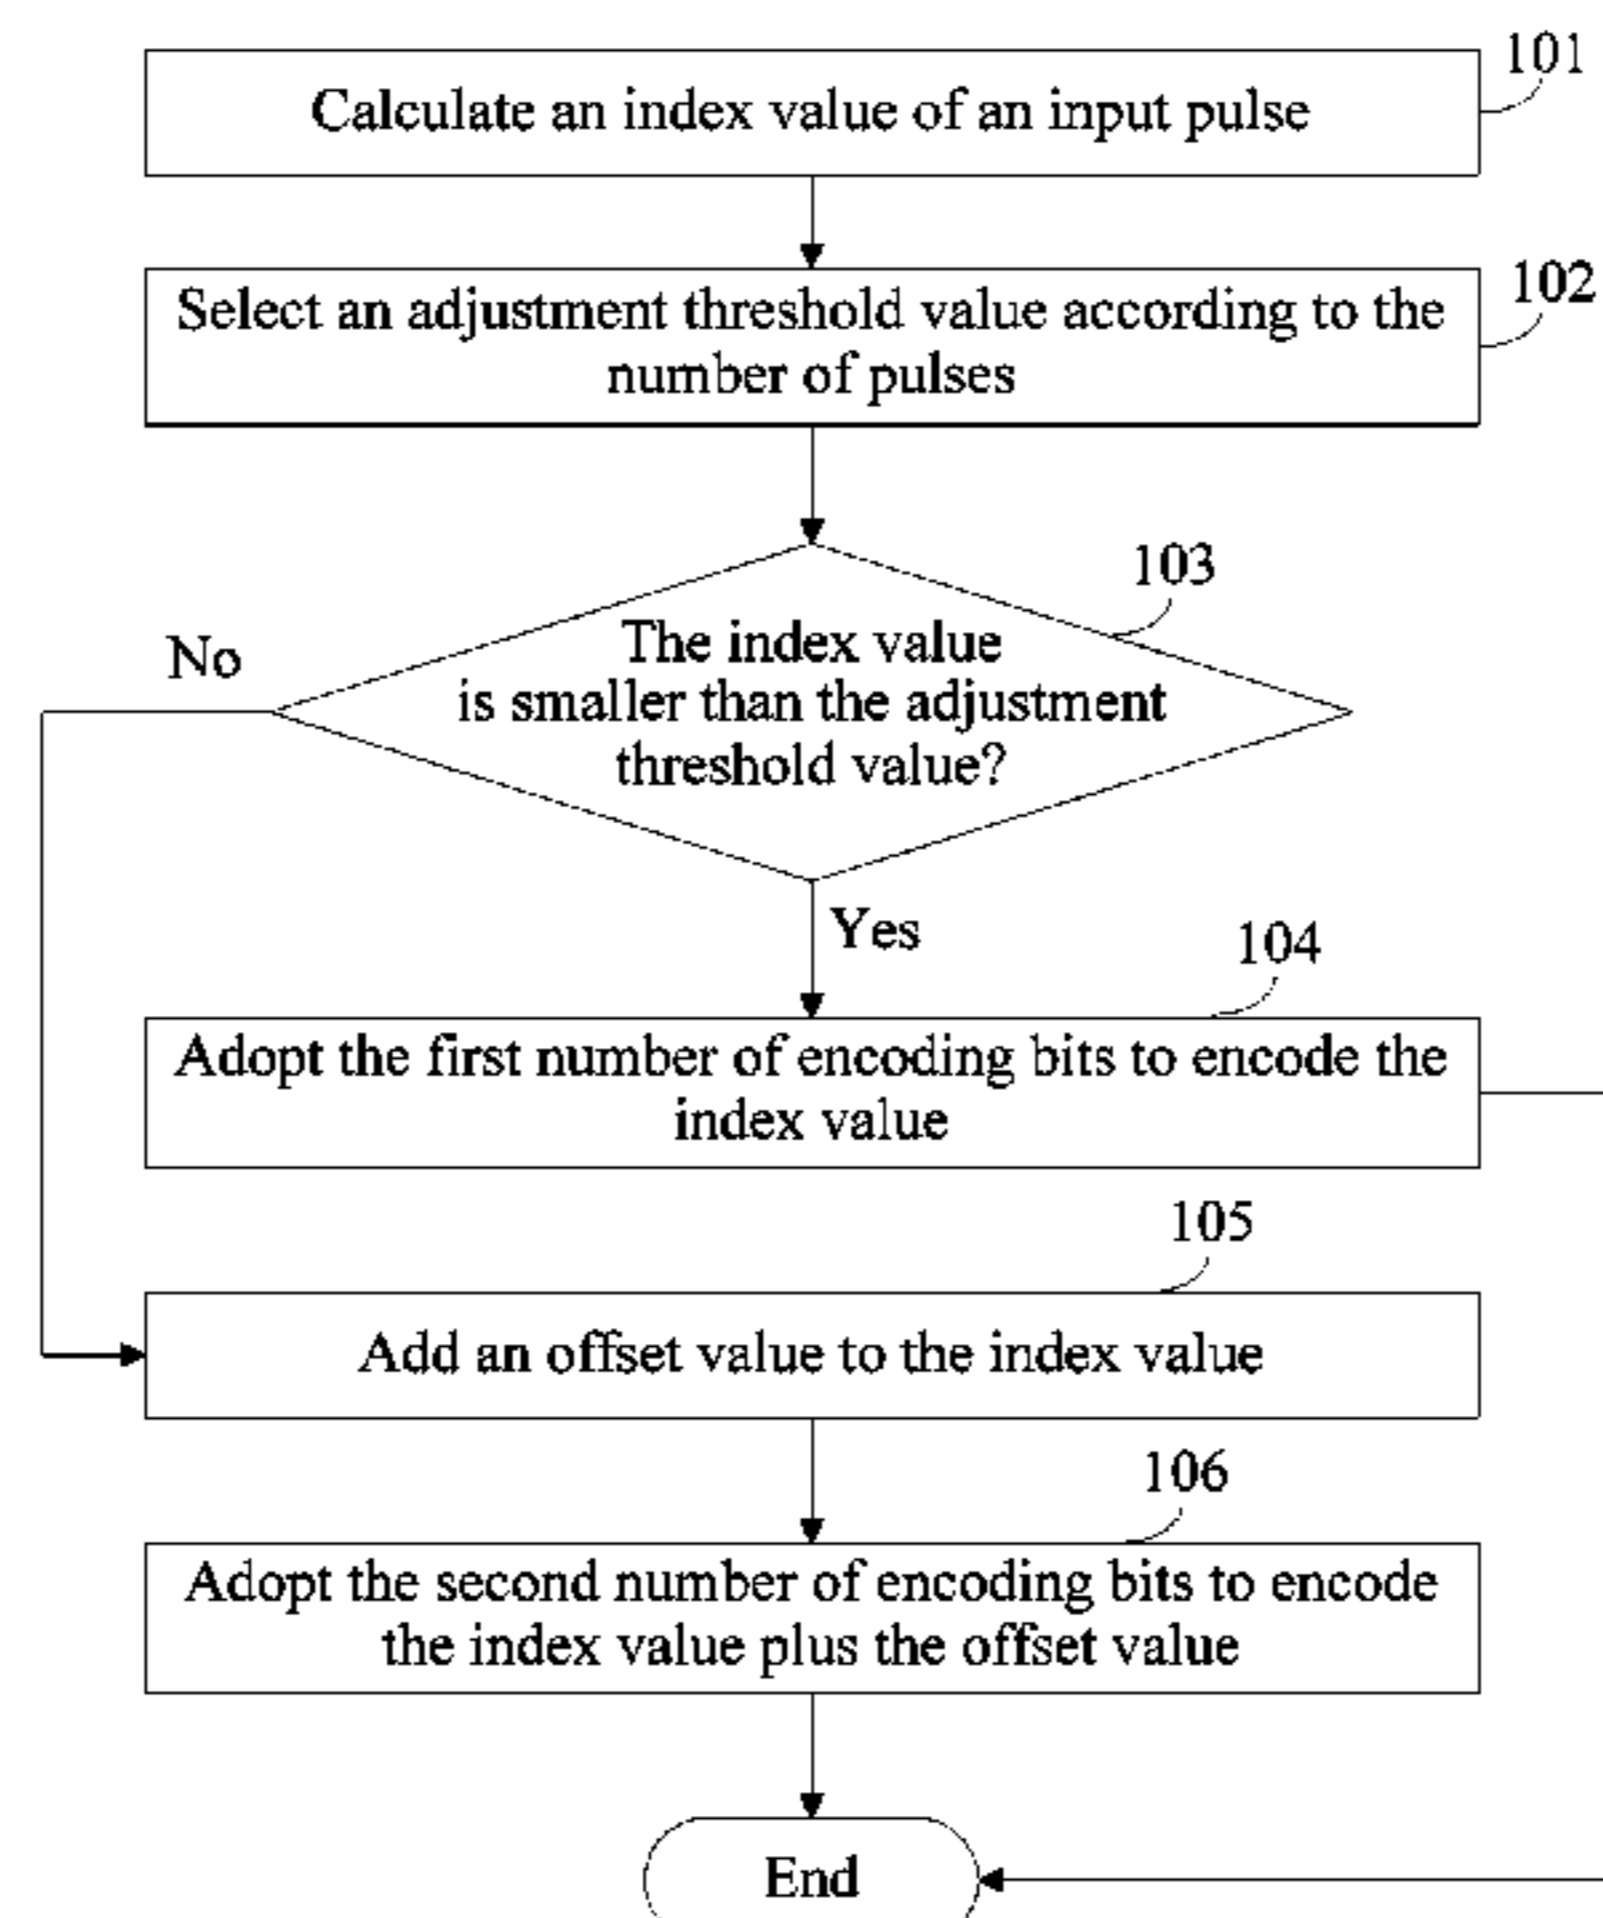 101
Calculate an index value of an input pulse
102
Select an adjustment threshold value according to the
number of pulses
103
No
The index value
is smaller than the adjustment
threshold value?
Yes
104
Adopt the first number of encoding bits to encode the
index value
105
Add an offset value to the index value
106
Adopt the second number of encoding bits to encode
the index value plus the offset value
End